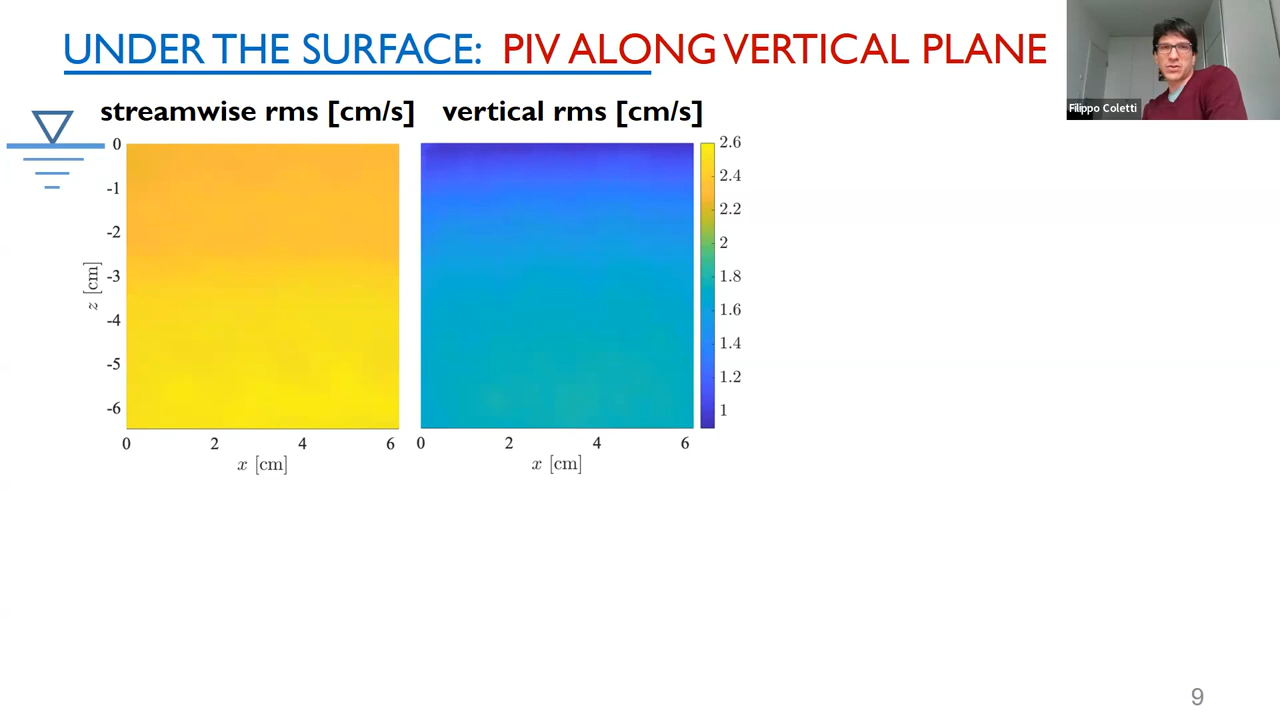 UNDER THE SURFACE: PIV ALONG VERTICAL PLANE
Filippo Coletti
streamwise rms [cm/s]
vertical rms [cm/s]
0
-1
-2
-3
-4
-5
-6
z [cm]
0 2 4 6
x [cm]
0 2 4 6
x [cm]
2.6
2.4
2.2
2
1.8
1.6
1.4
1.2
1
9